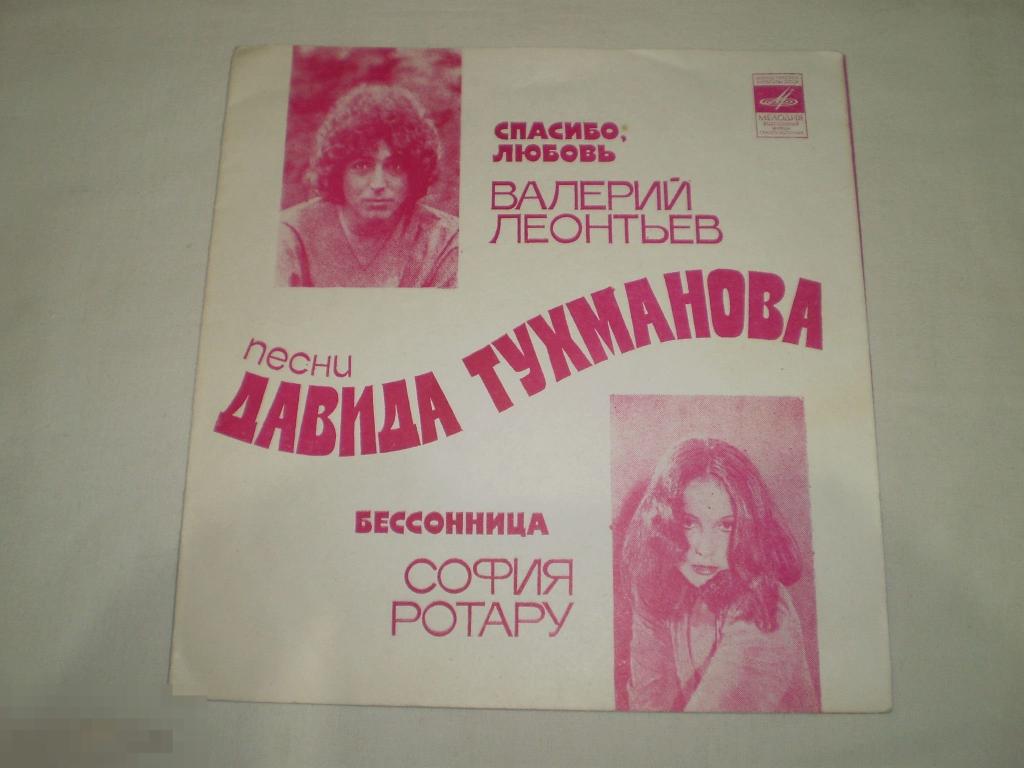 СПАСИБО,
ЛЮБОВЬ
ВАЛЕРИЙ
ЛЕОНТЬЕВ
МЕЛОДИЯ
песни
ДАВИДА ТУХМАНОВА
БЕССОННИЦА
СОФИЯ
РОТАРУ